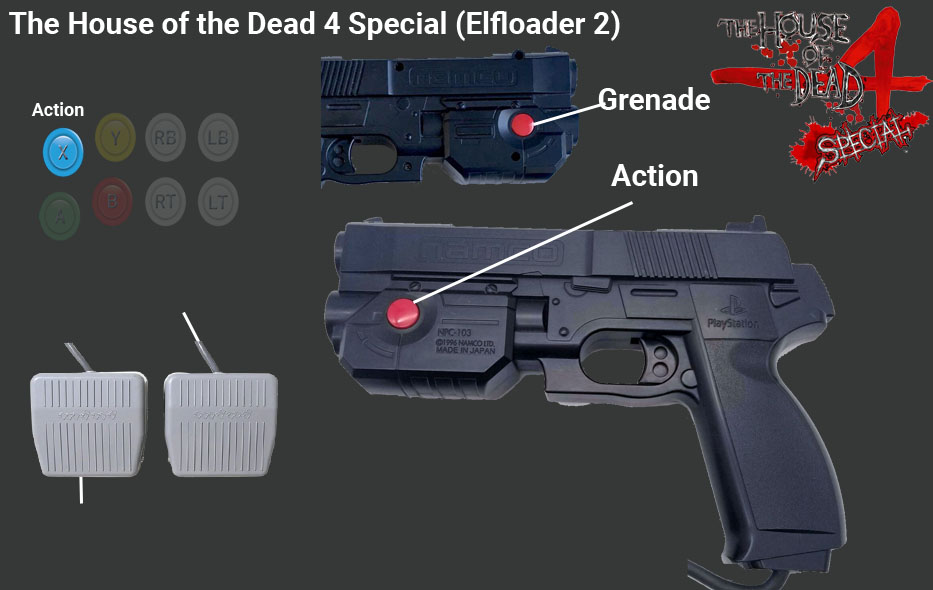 The House of the Dead 4 Special (Elfloader 2)
THE HOUSE
OF
THE DEAD
4
SPECIAL
Action
X
Y
RB
LB
A
B
RT
LT
namco
Grenade
Action
namco
NPC-103
©1996 NAMCO LTD.
MADE IN JAPAN
PlayStation